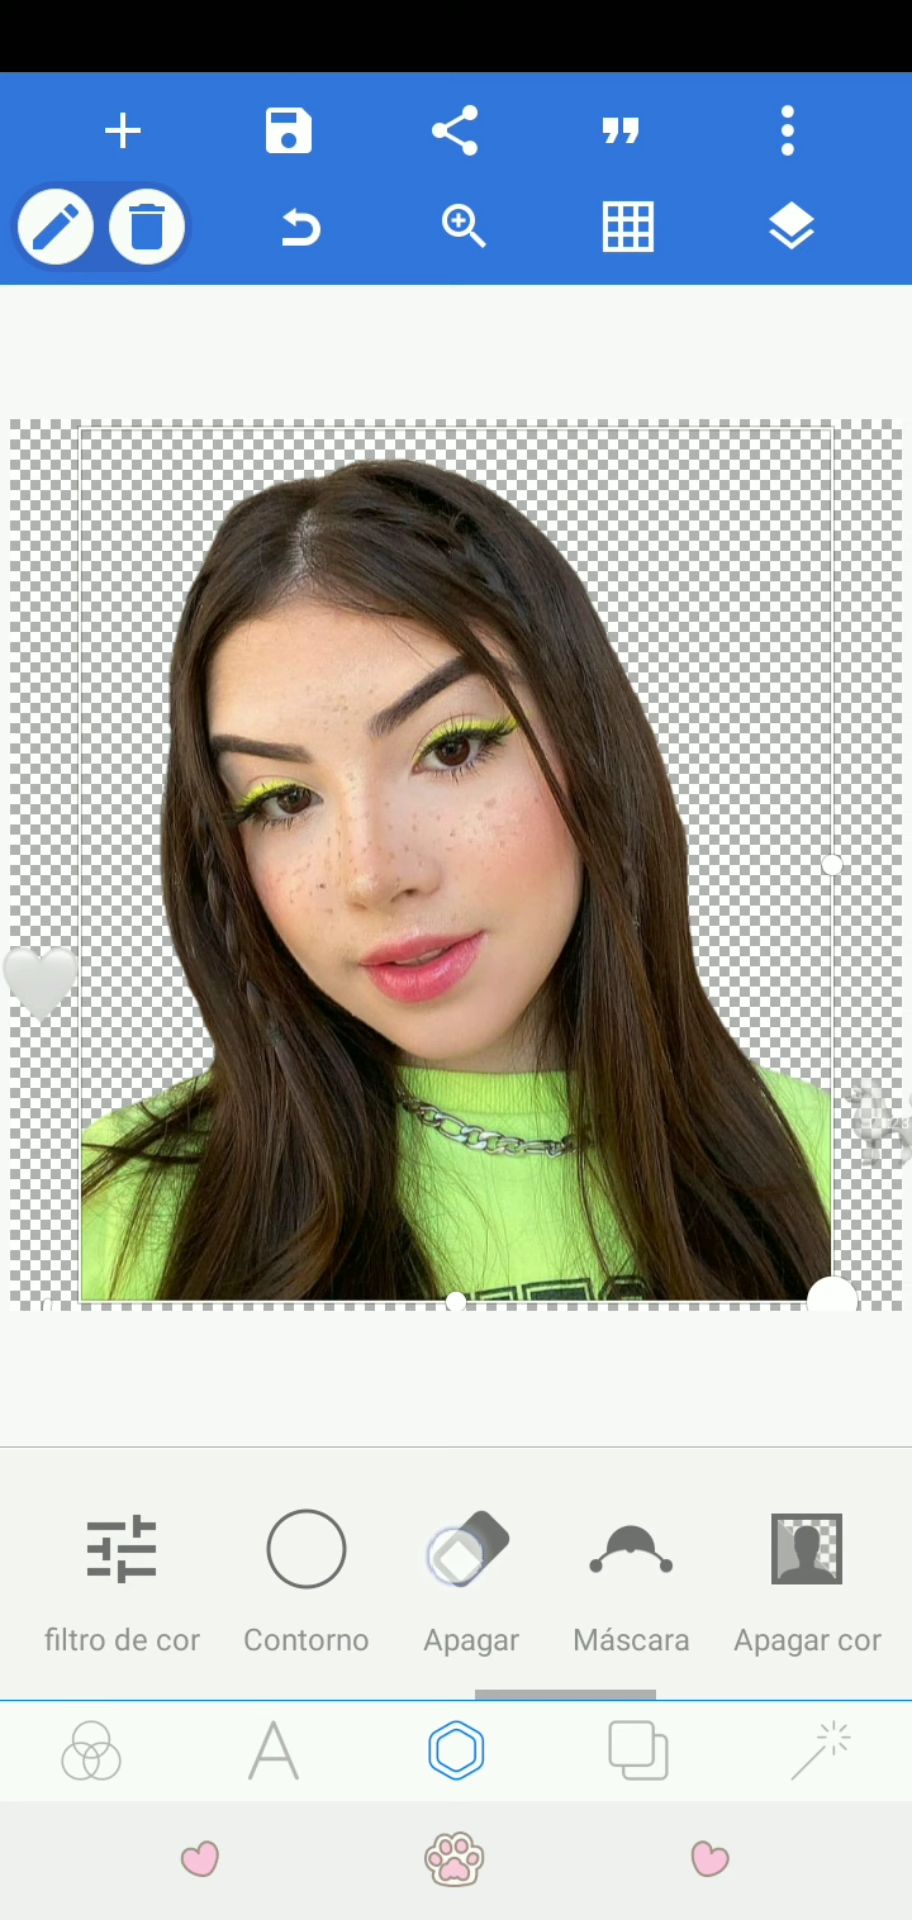 filtro de cor
Contorno
Apagar
Máscara
Apagar cor